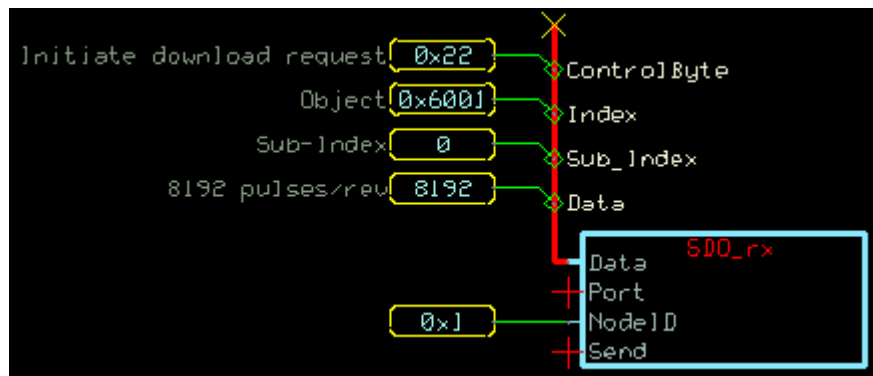 Initiate download request 0x22 ControlByte
Object 0x6001 Index
Sub-Index 0 Sub_Index
8192 pulses/rev 8192 Data
SDO_rx
Data
Port
0x1 NodeID
Send